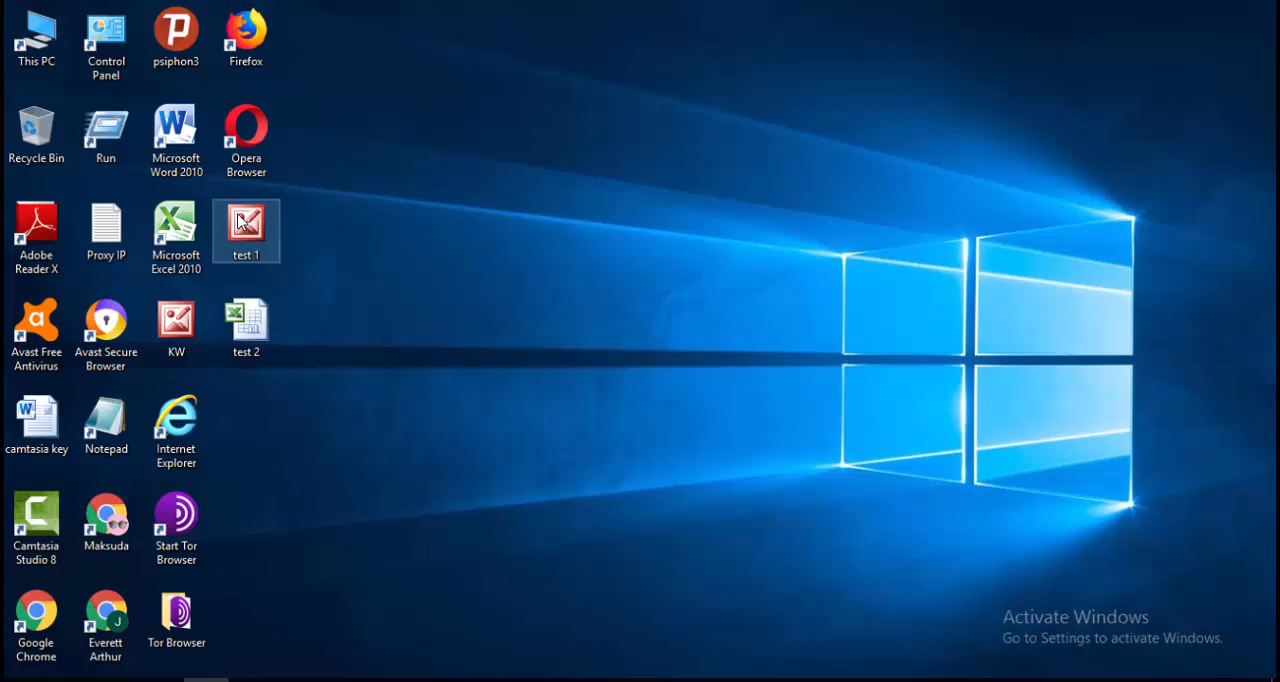 This PC
Control
Panel
psiphon3
Firefox
Recycle Bin
Run
Microsoft
Word 2010
Opera
Browser
Adobe
Reader X
Proxy IP
Microsoft
Excel 2010
test 1
Avast Free
Antivirus
Avast Secure
Browser
KW
test 2
camtasia key
Notepad
Internet
Explorer
Camtasia
Studio 8
Maksuda
Start Tor
Browser
Google
Chrome
Everett
Arthur
Tor Browser
Activate Windows
Go to Settings to activate Windows.